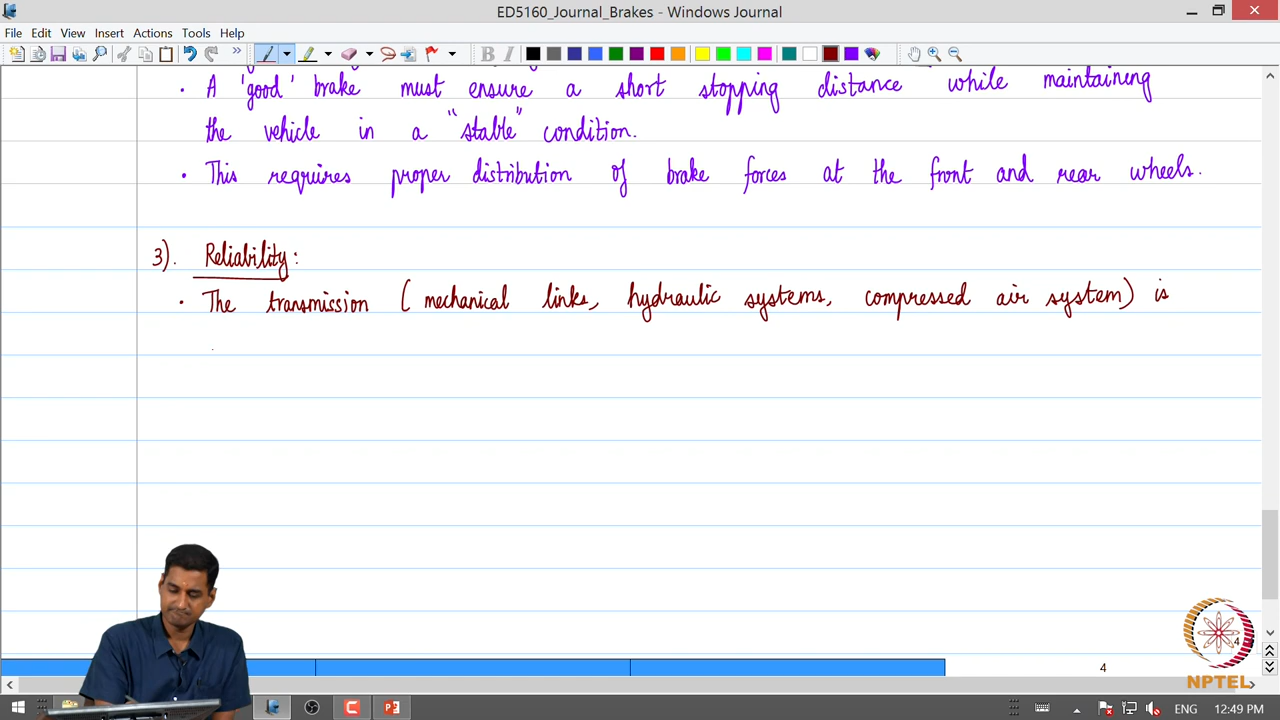 ED5160_Journal_Brakes - Windows Journal
File Edit View Insert Actions Tools Help
• A 'good' brake must ensure a short stopping distance while maintaining
the vehicle in a "stable" condition.
• This requires proper distribution of brake forces at the front and rear wheels.
3). Reliability:
• The transmission (mechanical links, hydraulic systems, compressed air system) is
4
4
NPTEL
ENG 12:49 PM